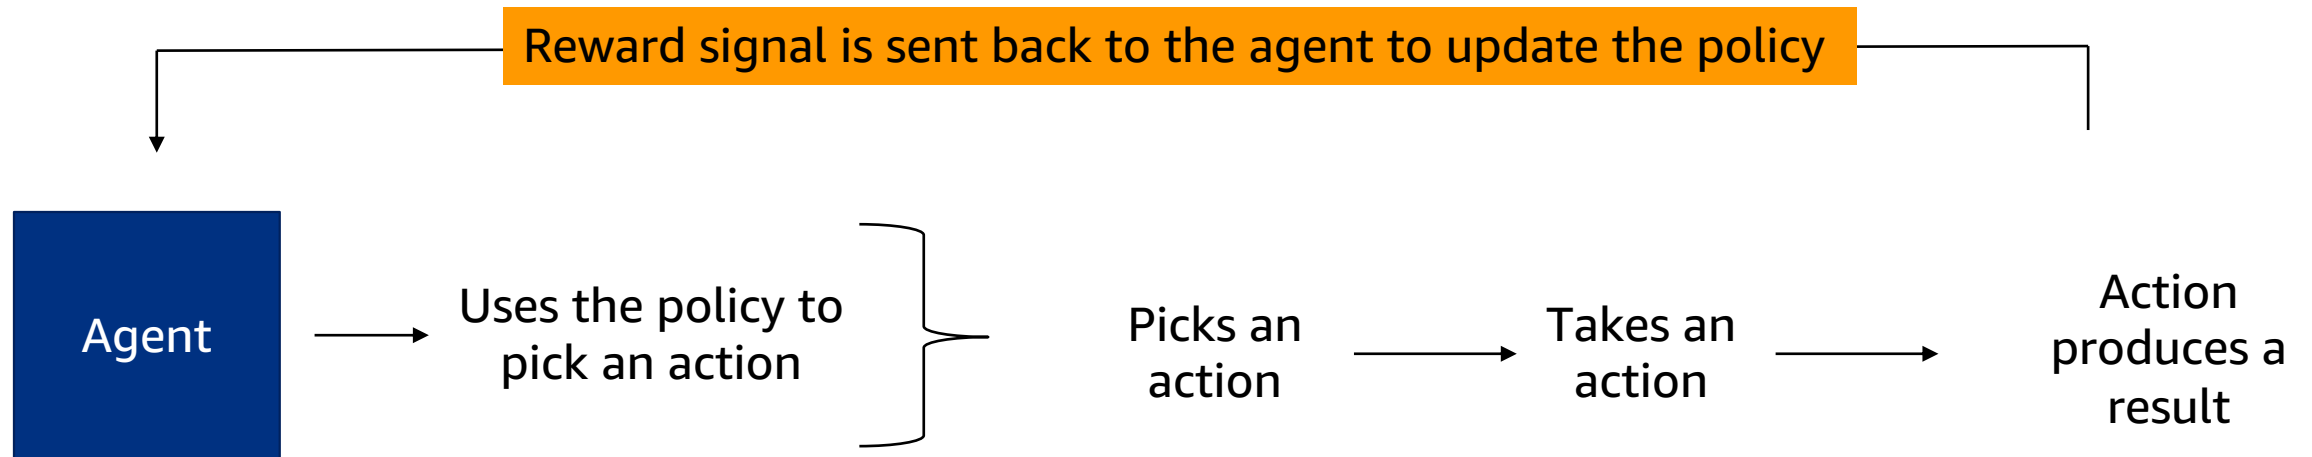 Reward signal is sent back to the agent to update the policy
Agent
Uses the policy to
pick an action
Picks an
action
Takes an
action
Action
produces a
result